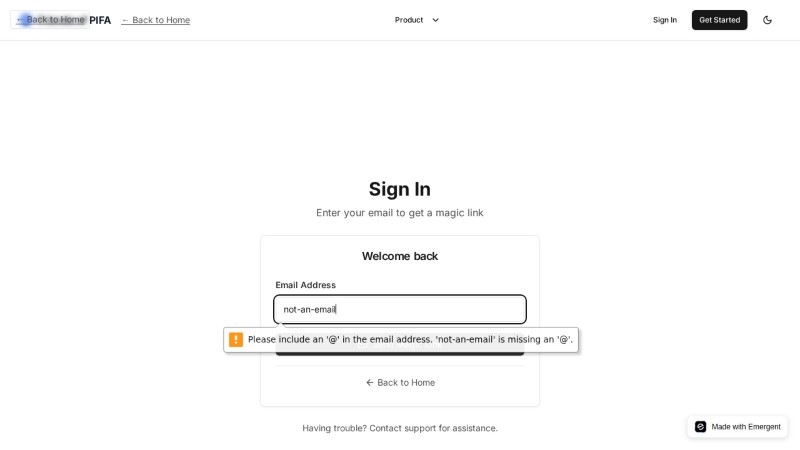 ← Back to Home PIFA ← Back to Home Product Sign In Get Started
Sign In
Enter your email to get a magic link
Welcome back
Email Address
not-an-email
Please include an '@' in the email address. 'not-an-email' is missing an '@'.
← Back to Home
Having trouble? Contact support for assistance.
Made with Emergent